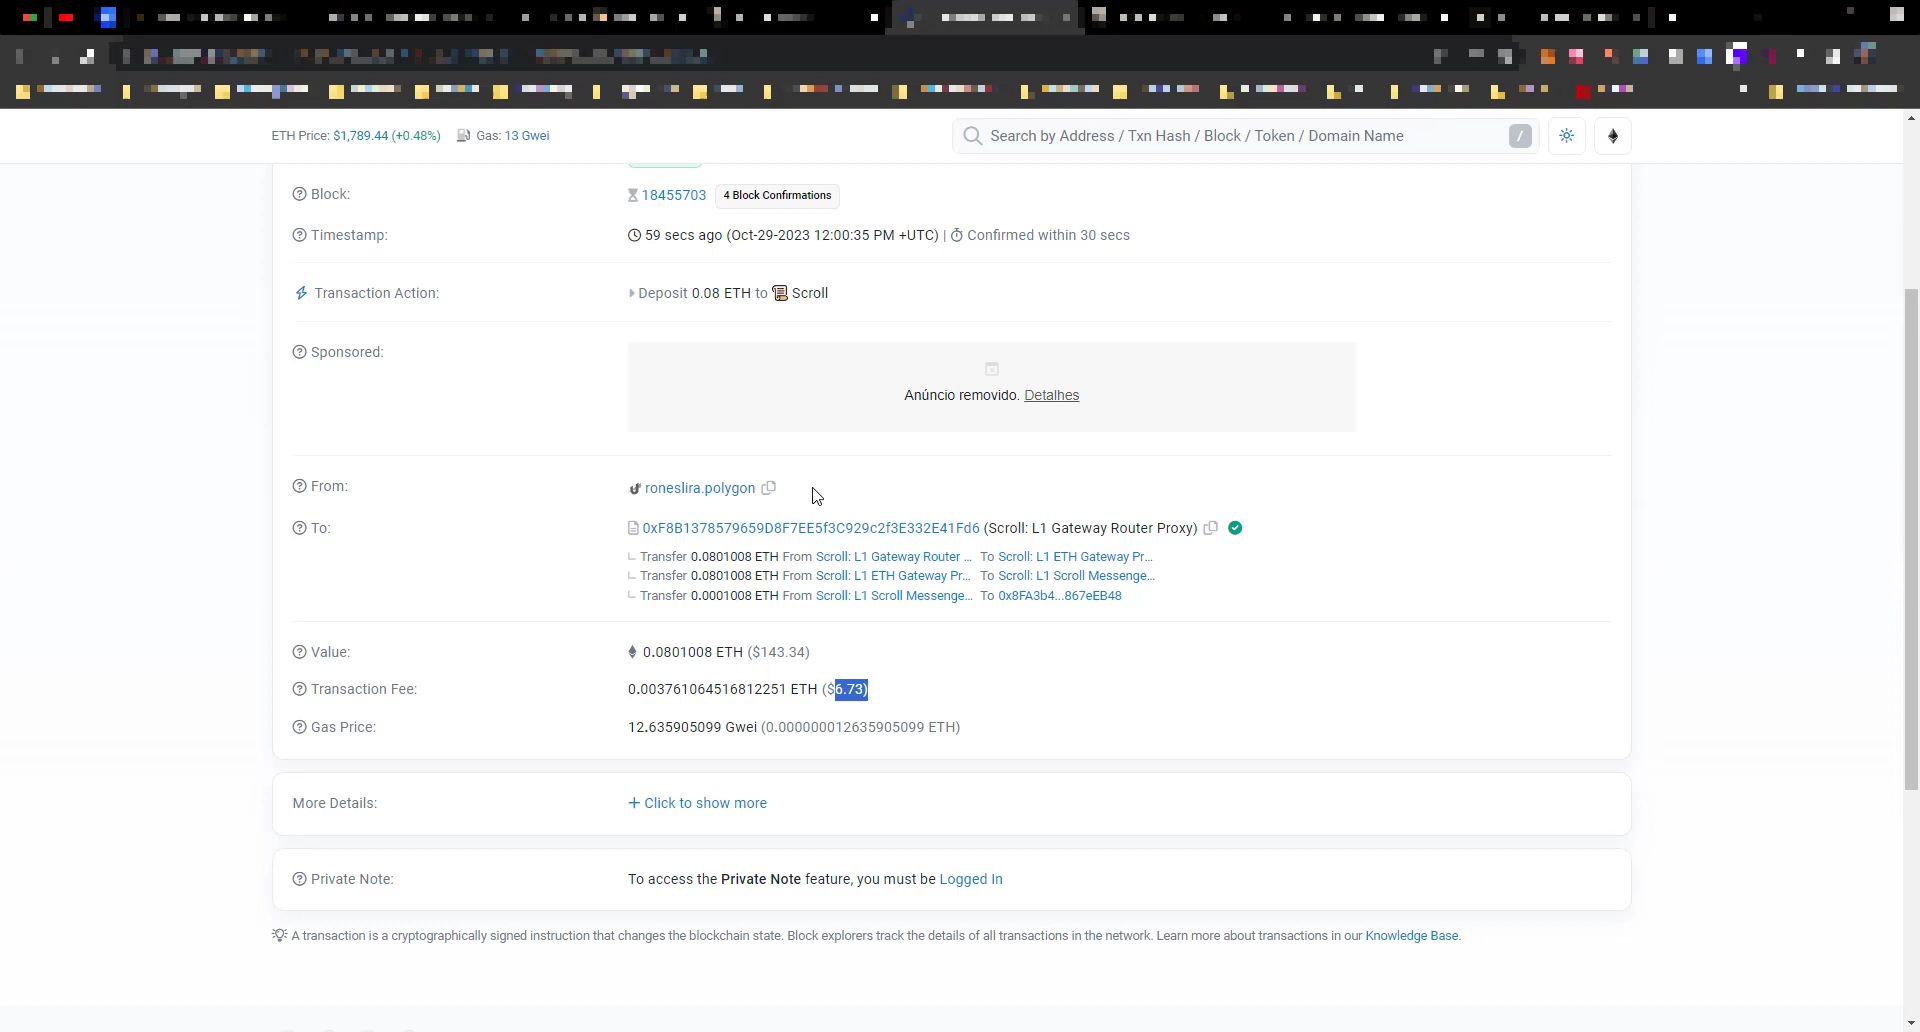 ETH Price: $1,789.44 (+0.48%) Gas: 13 Gwei
Search by Address / Txn Hash / Block / Token / Domain Name /
Block: 18455703 4 Block Confirmations
Timestamp: 59 secs ago (Oct-29-2023 12:00:35 PM +UTC) | Confirmed within 30 secs
Transaction Action: Deposit 0.08 ETH to Scroll
Sponsored:
Anúncio removido. Detalhes
From: roneslira.polygon
To: 0xF8B1378579659D8F7EE5f3C929c2f3E332E41Fd6 (Scroll: L1 Gateway Router Proxy)
Transfer 0.0801008 ETH From Scroll: L1 Gateway Router ... To Scroll: L1 ETH Gateway Pr...
Transfer 0.0801008 ETH From Scroll: L1 ETH Gateway Pr... To Scroll: L1 Scroll Messenge...
Transfer 0.0001008 ETH From Scroll: L1 Scroll Messenge... To 0x8FA3b4...867eEB48
Value: 0.0801008 ETH ($143.34)
Transaction Fee: 0.003761064516812251 ETH ($6.73)
Gas Price: 12.635905099 Gwei (0.000000012635905099 ETH)
More Details: + Click to show more
Private Note: To access the Private Note feature, you must be Logged In
A transaction is a cryptographically signed instruction that changes the blockchain state. Block explorers track the details of all transactions in the network. Learn more about transactions in our Knowledge Base.